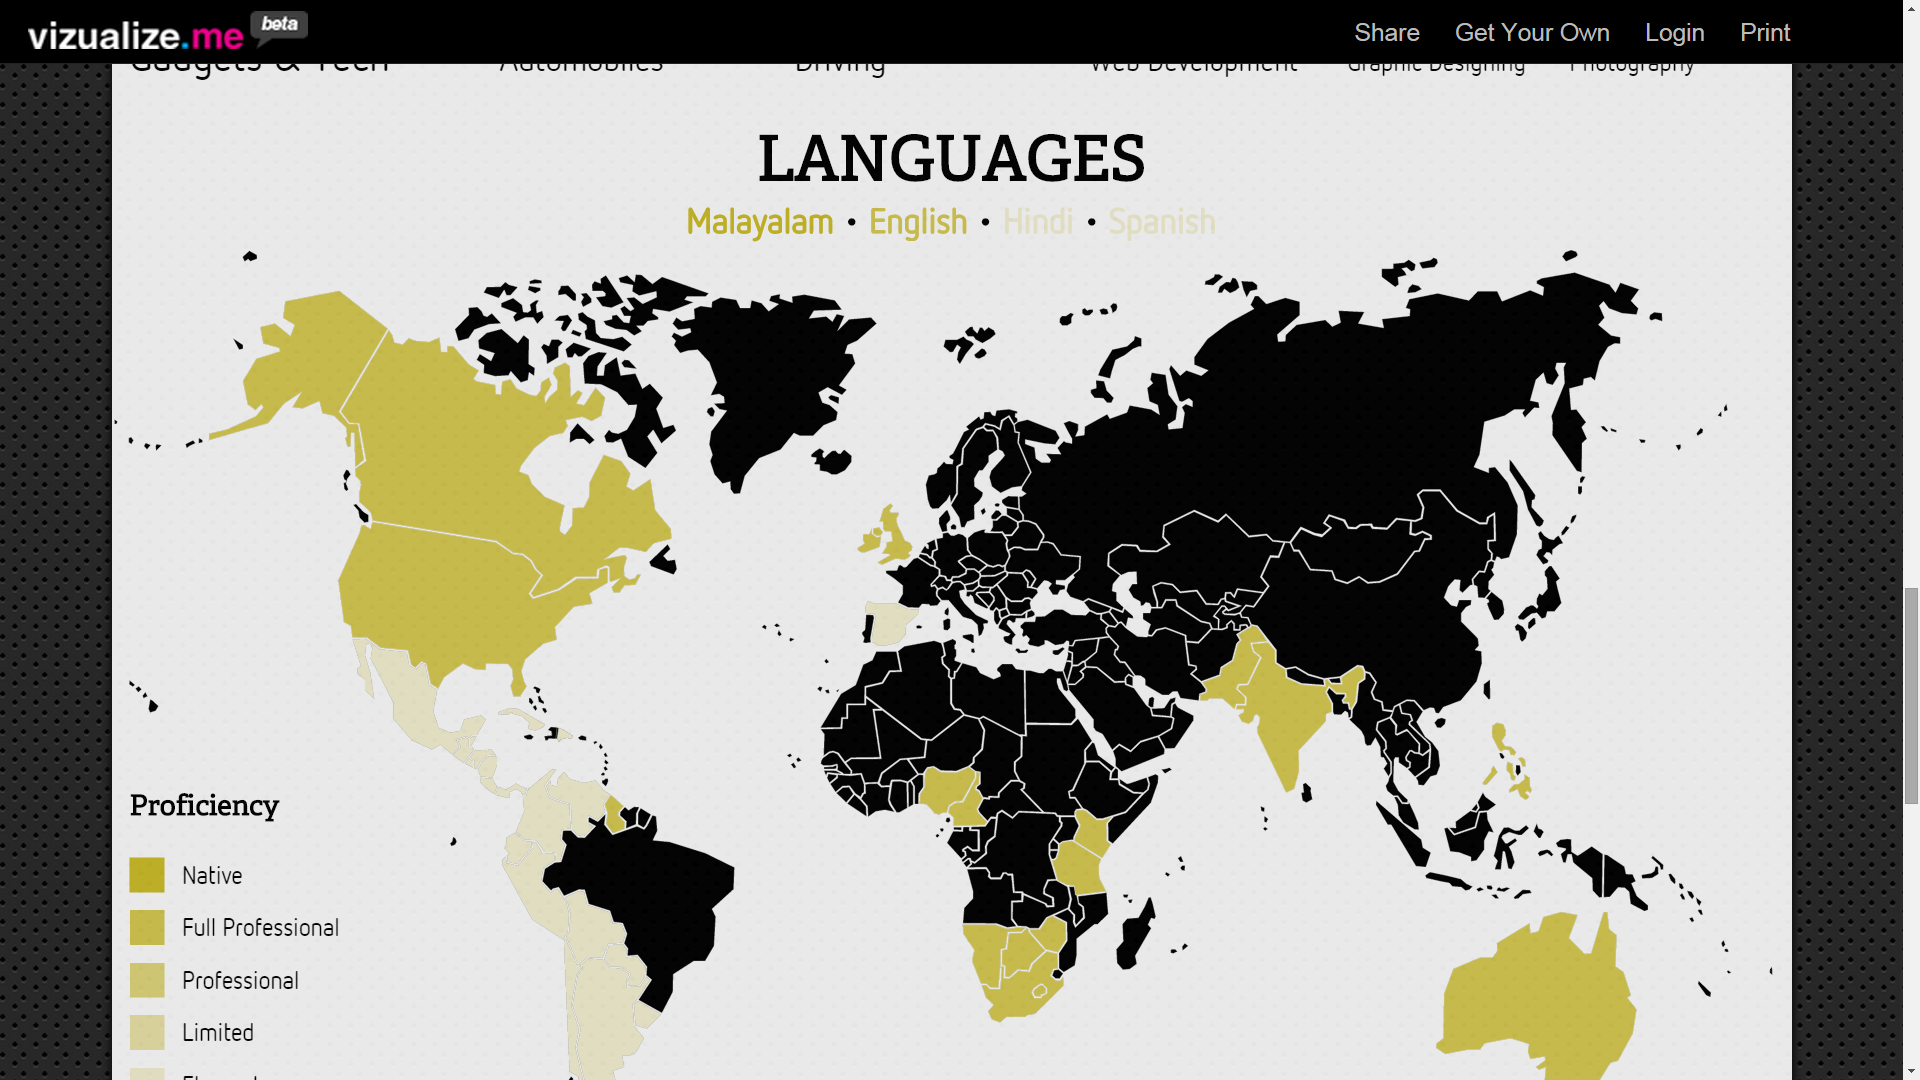 vizualize.me beta
Share Get Your Own Login Print
Gadgets & Tech Automobiles Driving Web Development Graphic Designing Photography
LANGUAGES
Malayalam • English • Hindi • Spanish
Proficiency
Native
Full Professional
Professional
Limited